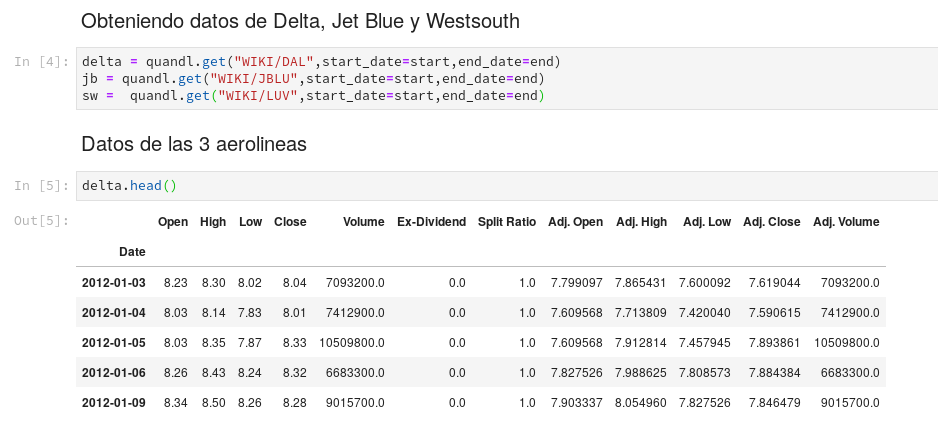 Obteniendo datos de Delta, Jet Blue y Westsouth
In [4]: delta = quandl.get("WIKI/DAL",start_date=start,end_date=end)
jb = quandl.get("WIKI/JBLU",start_date=start,end_date=end)
sw =  quandl.get("WIKI/LUV",start_date=start,end_date=end)
Datos de las 3 aerolineas
In [5]: delta.head()
Out[5]:
Open High Low Close Volume Ex-Dividend Split Ratio Adj. Open Adj. High Adj. Low Adj. Close Adj. Volume
Date
2012-01-03 8.23 8.30 8.02 8.04 7093200.0 0.0 1.0 7.799097 7.865431 7.600092 7.619044 7093200.0
2012-01-04 8.03 8.14 7.83 8.01 7412900.0 0.0 1.0 7.609568 7.713809 7.420040 7.590615 7412900.0
2012-01-05 8.03 8.35 7.87 8.33 10509800.0 0.0 1.0 7.609568 7.912814 7.457945 7.893861 10509800.0
2012-01-06 8.26 8.43 8.24 8.32 6683300.0 0.0 1.0 7.827526 7.988625 7.808573 7.884384 6683300.0
2012-01-09 8.34 8.50 8.26 8.28 9015700.0 0.0 1.0 7.903337 8.054960 7.827526 7.846479 9015700.0